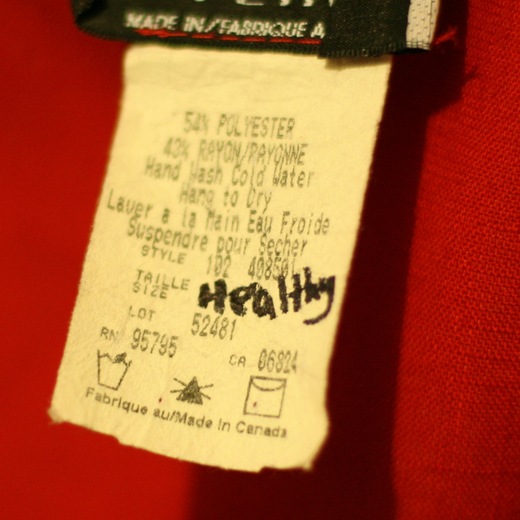 MADE IN/FABRIQUE A
54% POLYESTER
43% RAYON/RAYONNE
Hand Wash Cold Water
Hang to Dry
Laver a la Main Eau Froide
Suspendre pour Secher
STYLE 102 408501
TAILLE
SIZE Healthy
LOT 52481
RN 95795 CA 06824
Fabrique au/Made in Canada